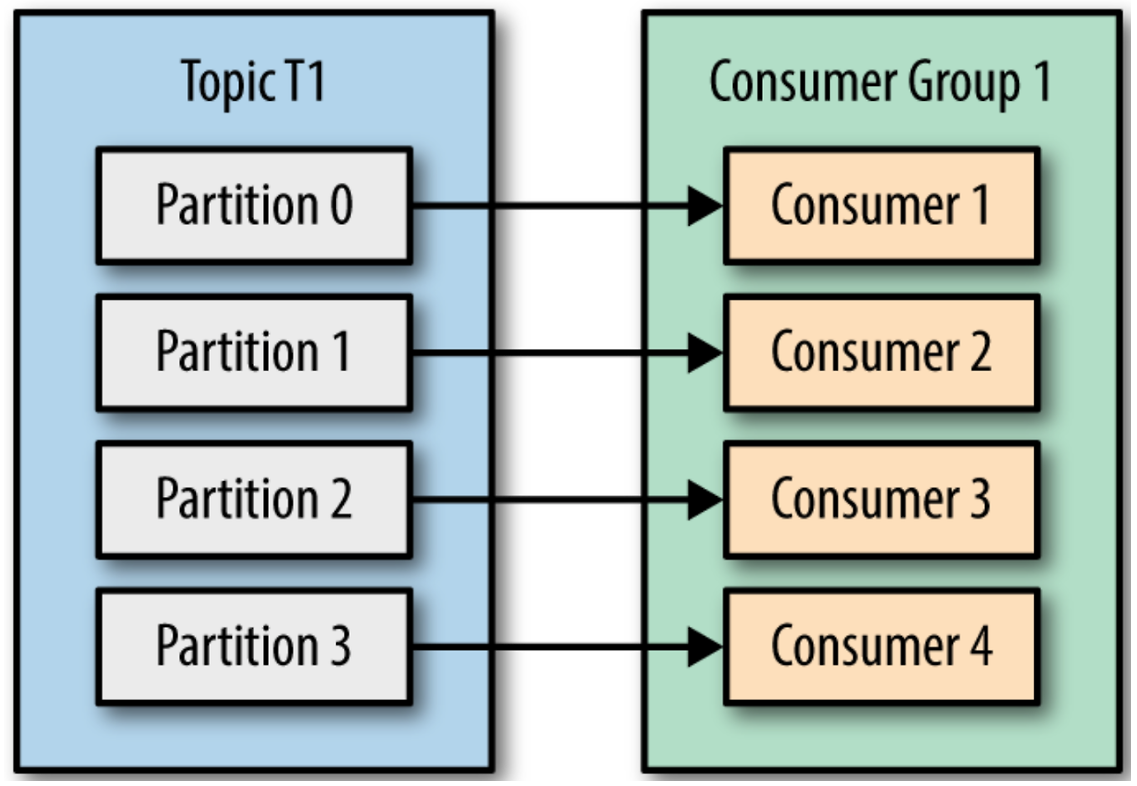 Topic T1
Partition 0
Partition 1
Partition 2
Partition 3
Consumer Group 1
Consumer 1
Consumer 2
Consumer 3
Consumer 4